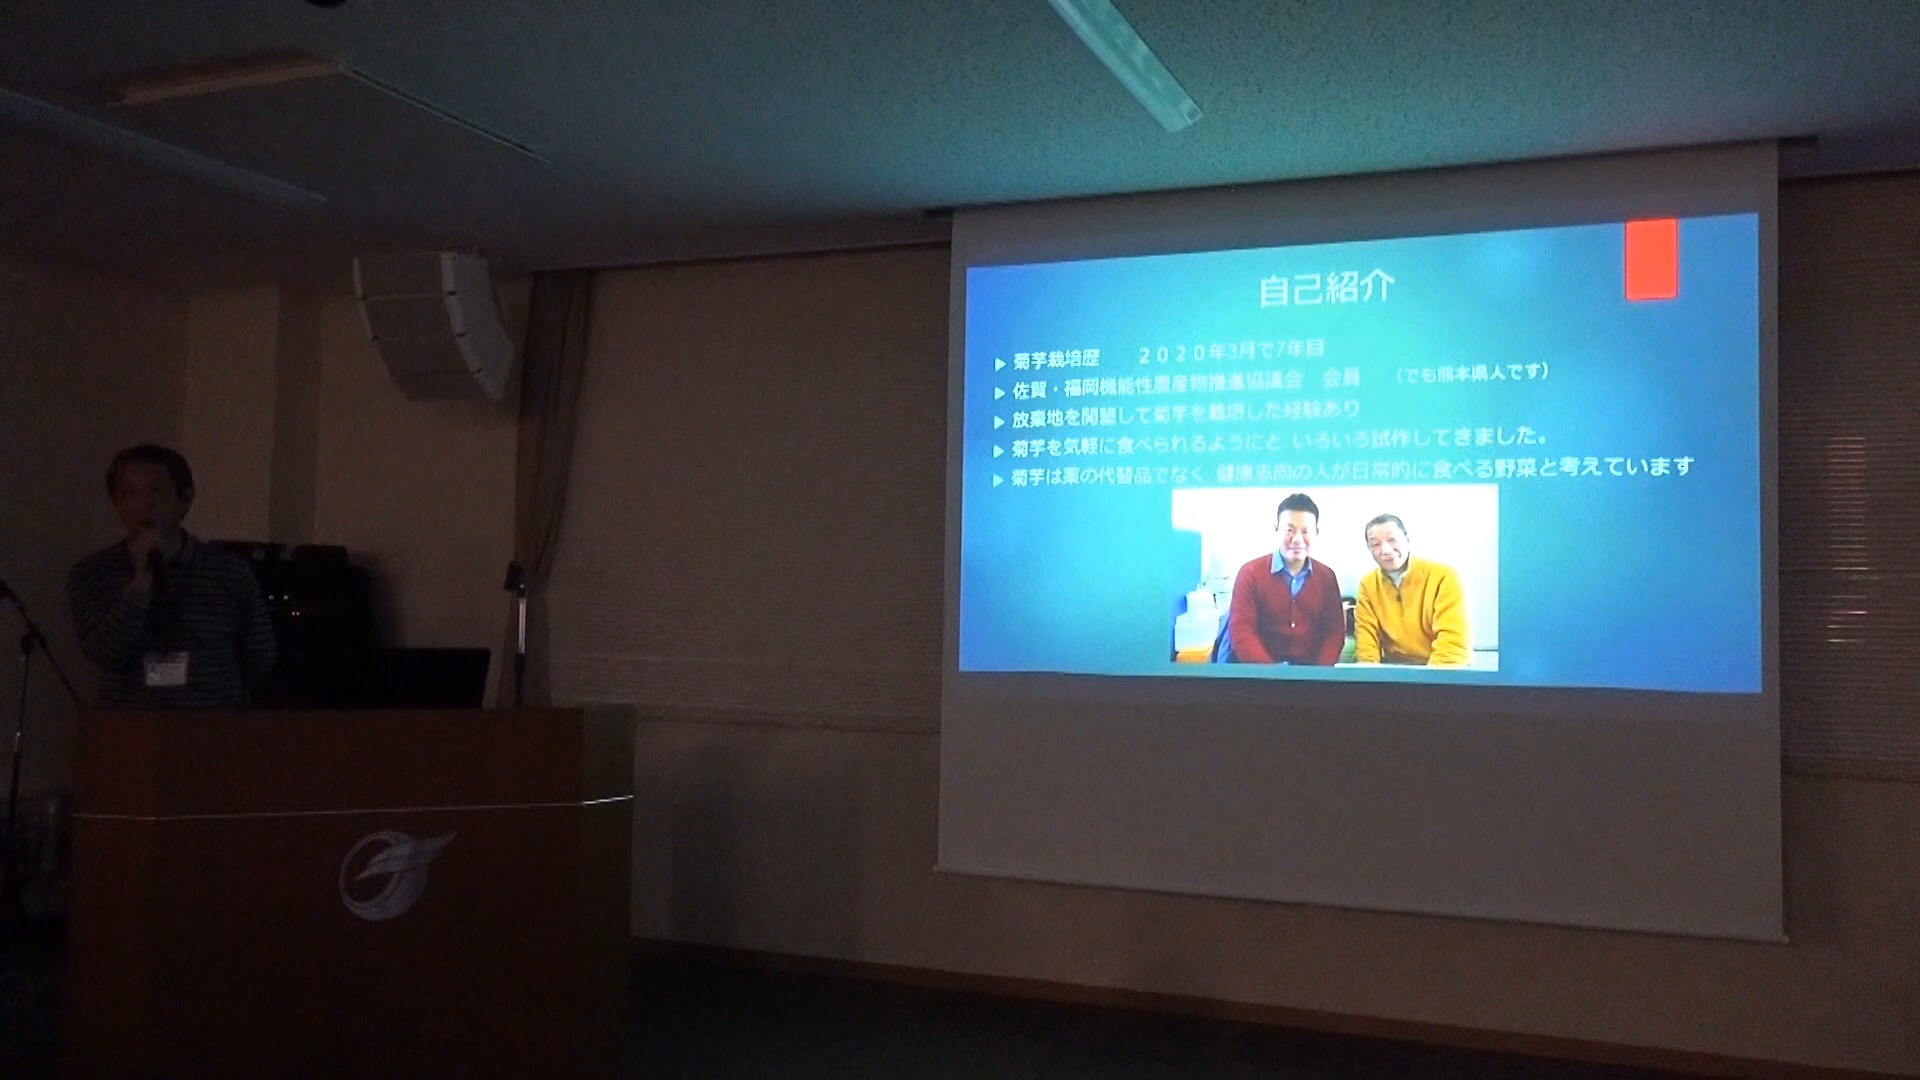 自己紹介
菊芋栽培歴　　２０２０年3月で7年目
佐賀・福岡機能性農産物推進協議会　会員　（でも熊本県人です）
放棄地を開墾して菊芋を栽培した経験あり
菊芋を気軽に食べられるようにと いろいろ試作してきました。
菊芋は薬の代替品でなく 健康志向の人が日常的に食べる野菜と考えています